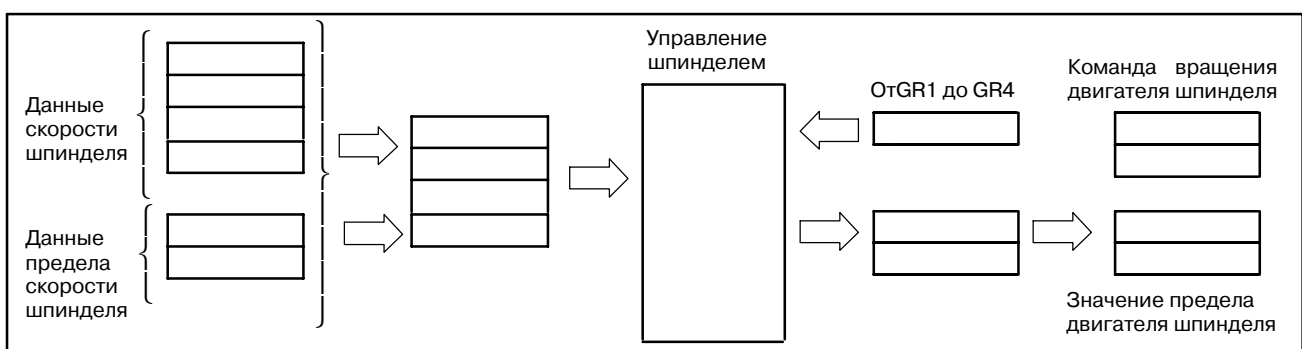 Данные
скорости
шпинделя
Данные
предела
скорости
шпинделя
Управление
шпинделем
ОтGR1 до GR4
Команда вращения
двигателя шпинделя
Значение предела
двигателя шпинделя